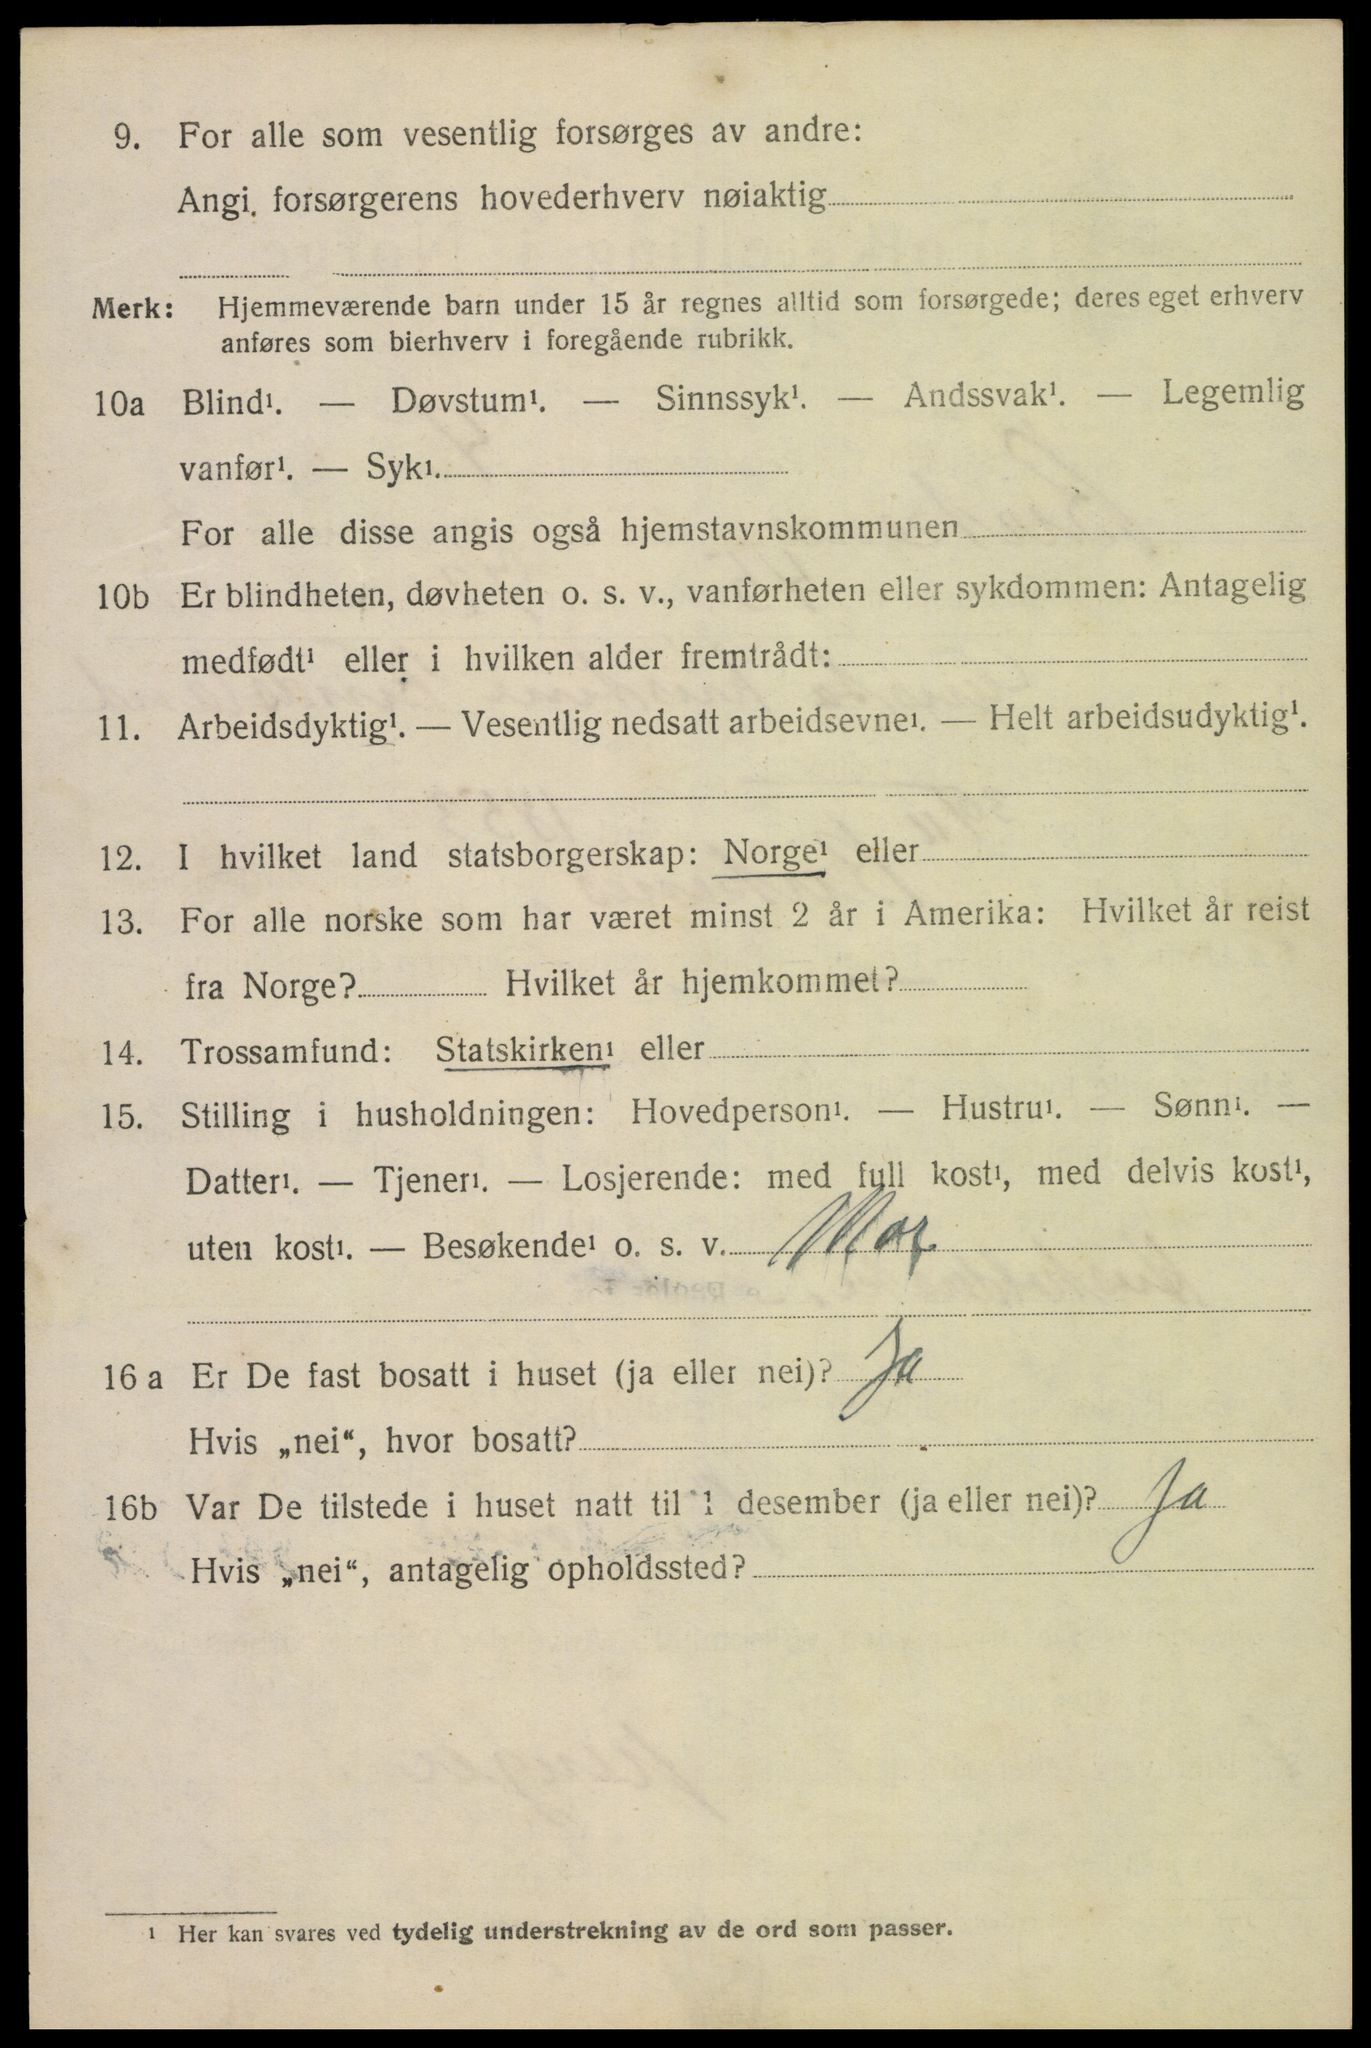 9. For alle som vesentlig forsørges av andre:
Angi forsørgerens hovederhverv nøiaktig
Merk: Hjemmeværende barn under 15 år regnes alltid som forsørgede; deres eget erhverv
anføres som bierhverv i foregående rubrikk.
10a Blind¹. — Døvstum¹. — Sinnssyk¹. — Andssvak¹. — Legemlig
vanfør¹. — Syk¹.
For alle disse angis også hjemstavnskommunen
10b Er blindheten, døvheten o. s. v., vanførheten eller sykdommen: Antagelig
medfødt¹ eller i hvilken alder fremtrådt:
11. Arbeidsdyktig¹. — Vesentlig nedsatt arbeidsevne¹. — Helt arbeidsudyktig¹.
12. I hvilket land statsborgerskap: Norge¹ eller
13. For alle norske som har været minst 2 år i Amerika: Hvilket år reist
fra Norge? Hvilket år hjemkommet?
14. Trossamfund: Statskirken¹ eller
15. Stilling i husholdningen: Hovedperson¹. — Hustru¹. — Sønn¹. —
Datter¹. — Tjener¹. — Losjerende: med full kost¹, med delvis kost¹,
uten kost¹. — Besøkende¹ o. s. v. Mor
16 a Er De fast bosatt i huset (ja eller nei)? Ja
Hvis „nei“, hvor bosatt?
16b Var De tilstede i huset natt til 1 desember (ja eller nei)? Ja
Hvis „nei“, antagelig opholdssted?
¹ Her kan svares ved tydelig understrekning av de ord som passer.